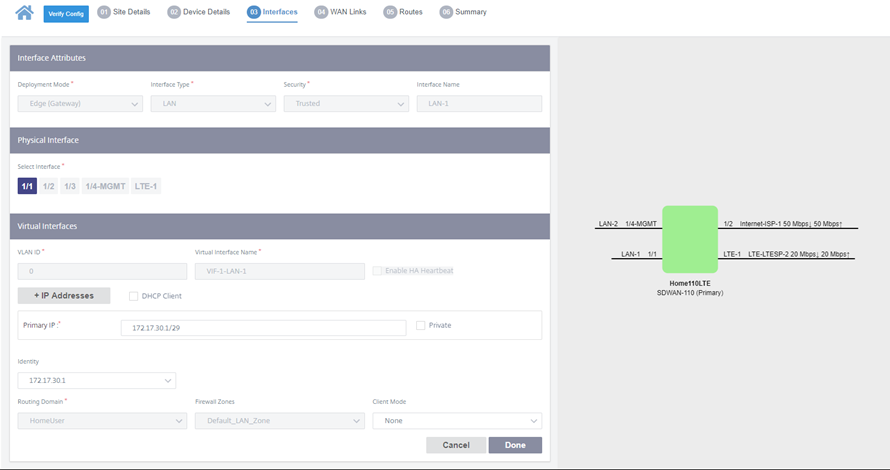 Verify Config 01 Site Details 02 Device Details 03 Interfaces 04 WAN Links 05 Routes 06 Summary
Interface Attributes
Deployment Mode * Interface Type * Security * Interface Name
Edge (Gateway) LAN Trusted LAN-1
Physical Interface
Select Interface *
1/1 1/2 1/3 1/4-MGMT LTE-1
Virtual Interfaces
VLAN ID * Virtual Interface Name *
0 VIF-1-LAN-1 Enable HA Heartbeat
+ IP Addresses DHCP Client
Primary IP :* 172.17.30.1/29 Private
Identity
172.17.30.1
Routing Domain * Firewall Zones Client Mode
HomeUser Default_LAN_Zone None
Cancel Done
LAN-2 1/4-MGMT 1/2 Internet-ISP-1 50 Mbps↓ 50 Mbps↑
LAN-1 1/1 LTE-1 LTE-LTESP-2 20 Mbps↓ 20 Mbps↑
Home110LTE
SDWAN-110 (Primary)